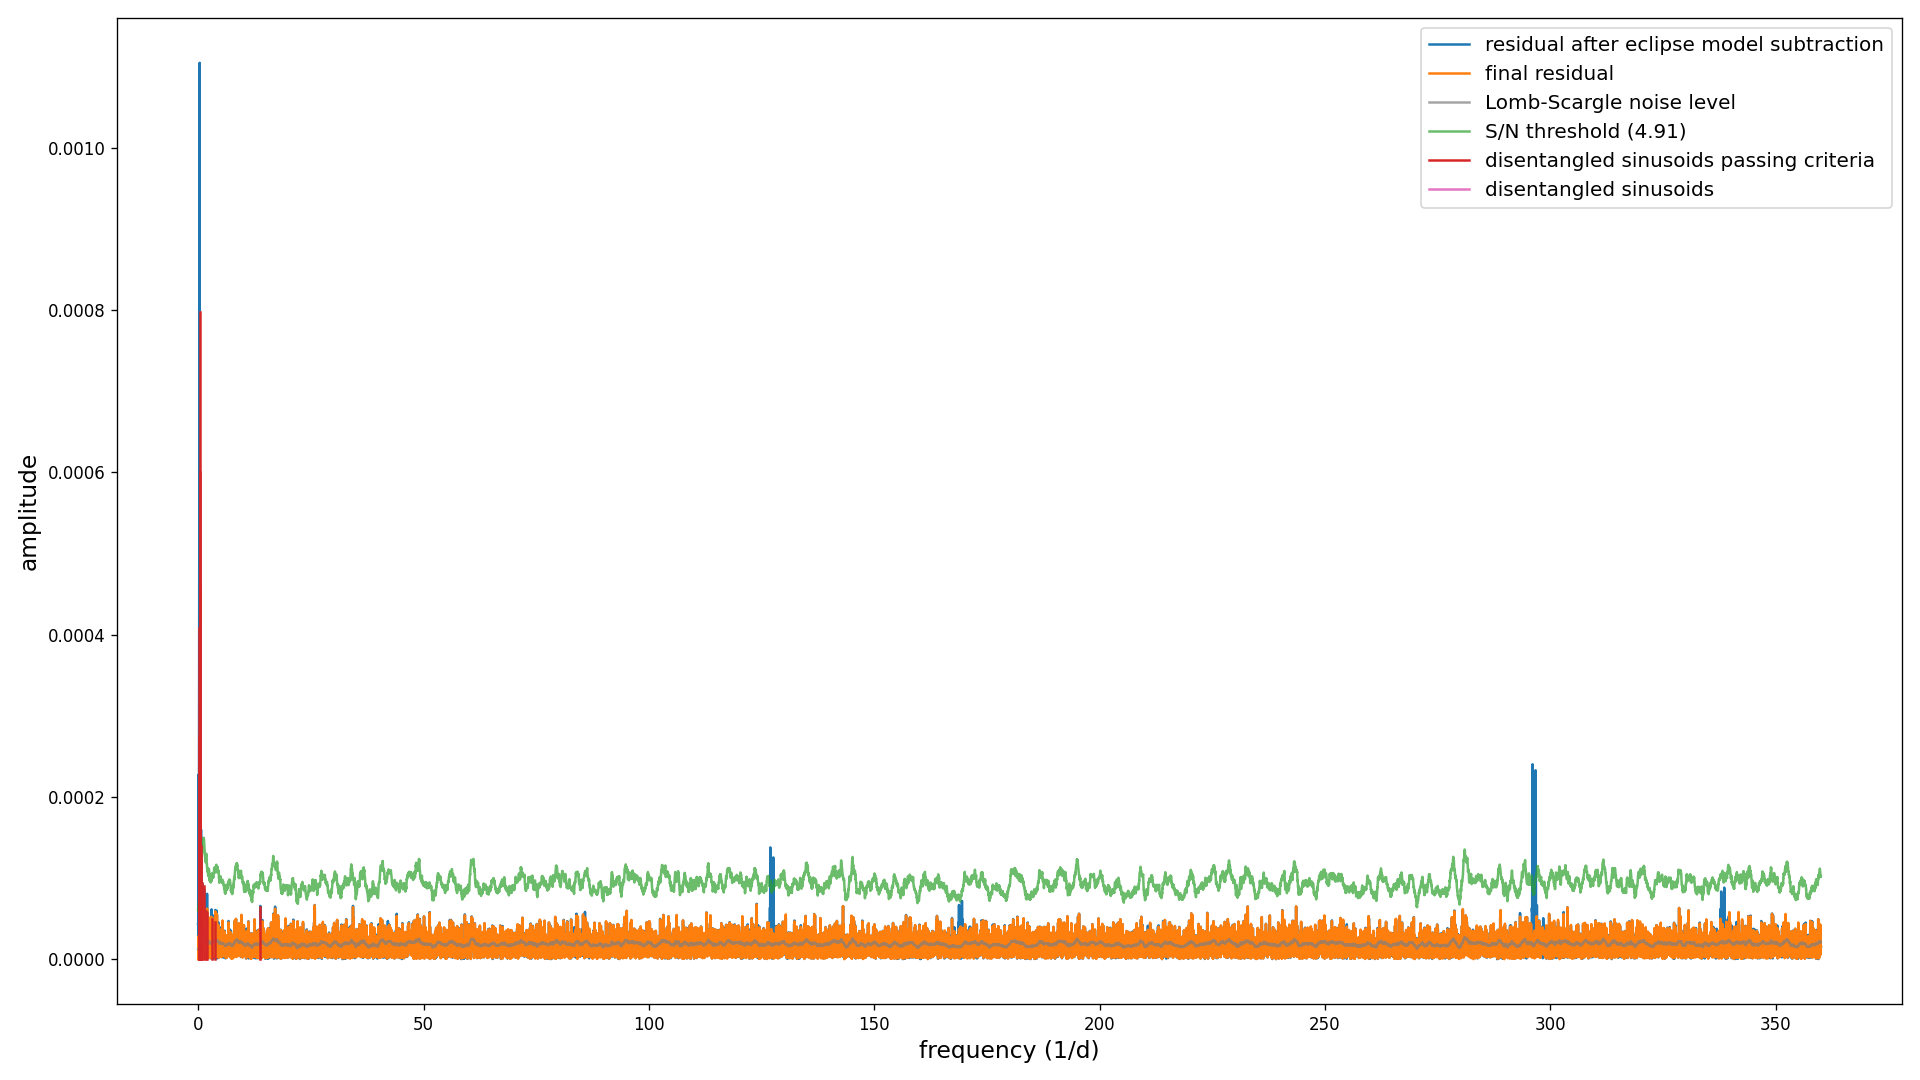 residual after eclipse model subtraction
final residual
Lomb-Scargle noise level
S/N threshold (4.91)
disentangled sinusoids passing criteria
disentangled sinusoids
amplitude
0.0010
0.0008
0.0006
0.0004
0.0002
0.0000
0 50 100 150 200 250 300 350
frequency (1/d)